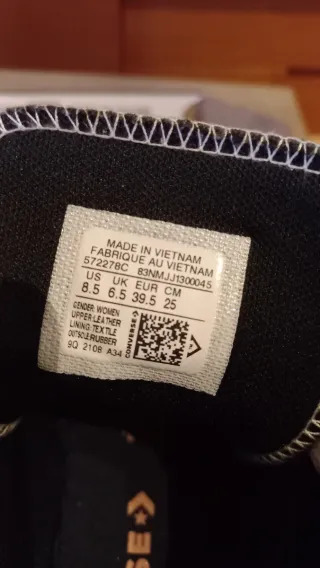 MADE IN VIETNAM
FABRIQUE AU VIETNAM
572278C 83NMJJ1300045
US UK EUR CM
8.5 6.5 39.5 25
GENDER: WOMEN
UPPER:LEATHER
LINING: TEXTILE
OUTSOLE:RUBBER
9Q 2108 A34
CONVERSE
SE